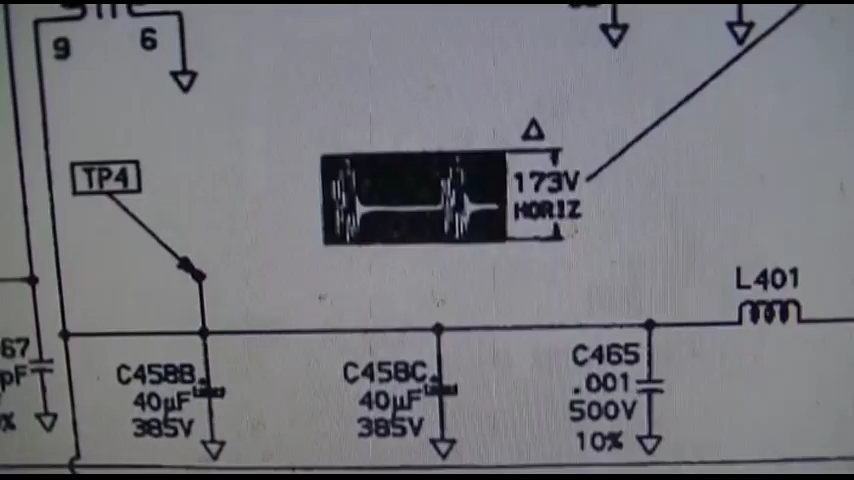 9
6
TP4
173V
HORIZ
L401
67
pF
%
C458B
40µF
385V
C458C
40µF
385V
C465
.001
500V
10%